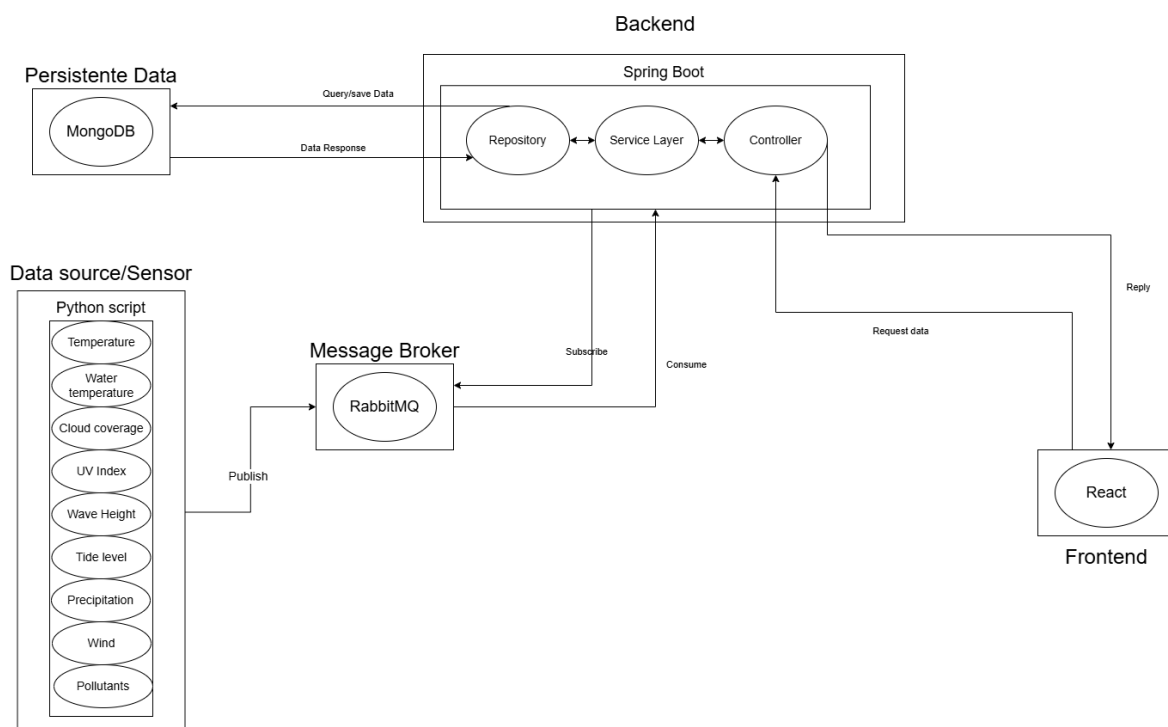 Backend
Persistente Data
Spring Boot
Query/save Data
MongoDB
Repository
Service Layer
Controller
Data Response
Data source/Sensor
Python script
Temperature
Water
temperature
Cloud coverage
UV Index
Wave Height
Tide level
Precipitation
Wind
Pollutants
Publish
Message Broker
RabbitMQ
Subscribe
Consume
Request data
Reply
React
Frontend